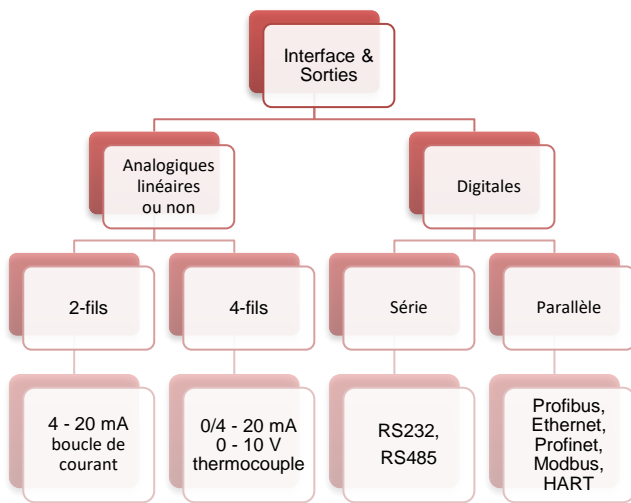 Interface &
Sorties
Analogiques
linéaires
ou non
Digitales
2-fils
4-fils
Série
Parallèle
4 - 20 mA
boucle de
courant
0/4 - 20 mA
0 - 10 V
thermocouple
RS232,
RS485
Profibus,
Ethernet,
Profinet,
Modbus,
HART